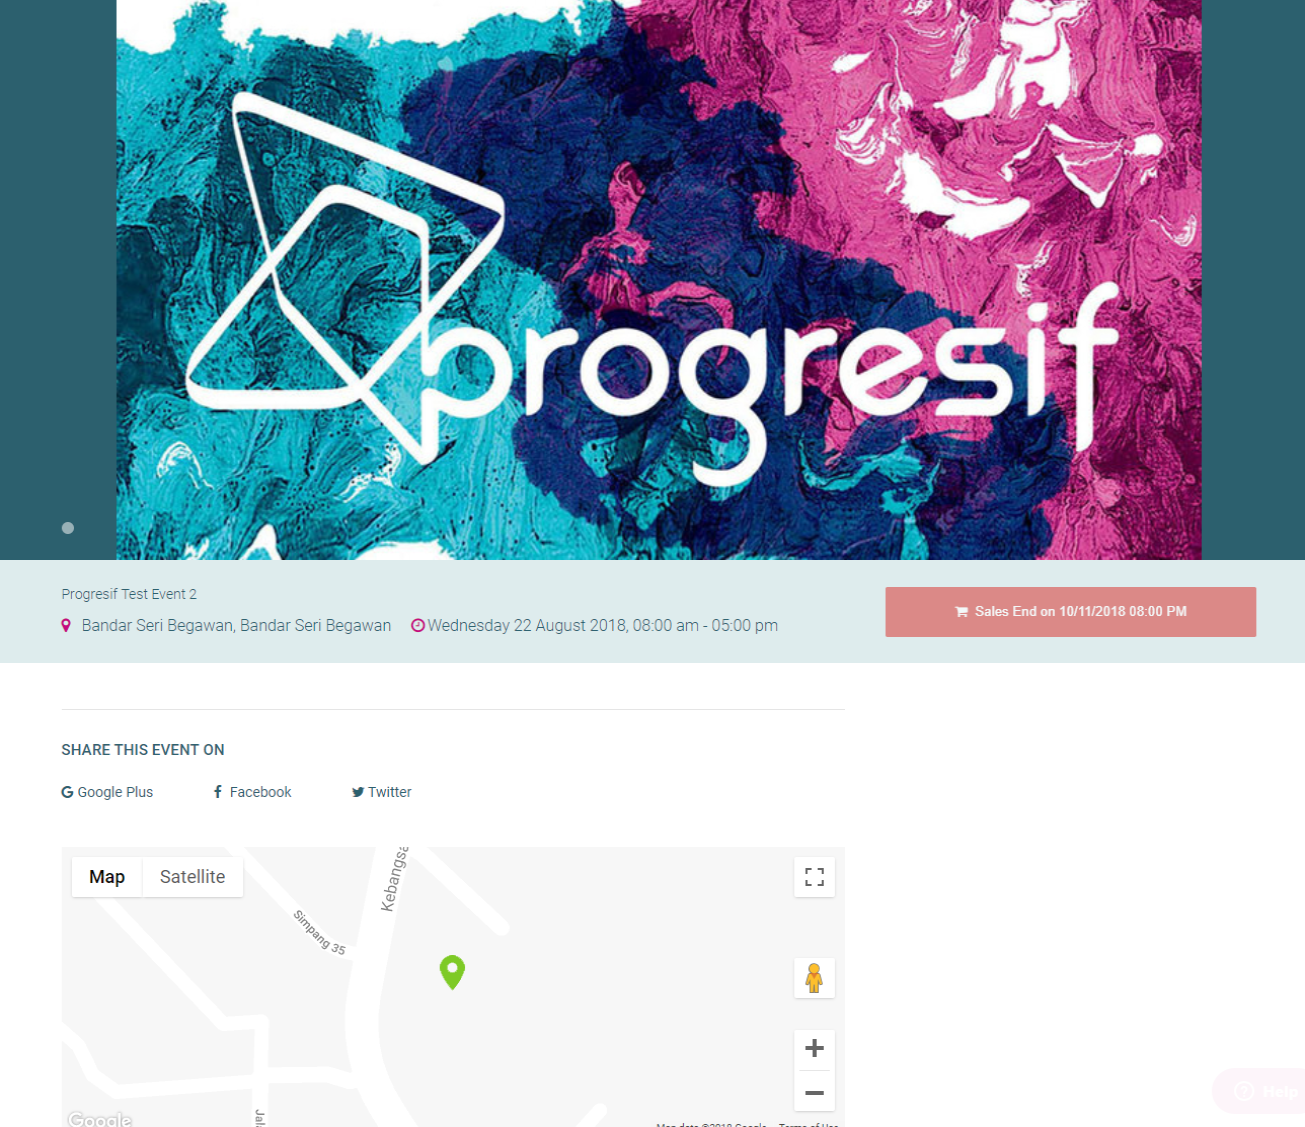 progresif
Progresif Test Event 2
Bandar Seri Begawan, Bandar Seri Begawan
Wednesday 22 August 2018, 08:00 am - 05:00 pm
Sales End on 10/11/2018 08:00 PM
SHARE THIS EVENT ON
Google Plus
Facebook
Twitter
Map
Satellite
Kebangsa
Simpang 35
Jala
Google
Map data ©2018 Google
Terms of Use
Help